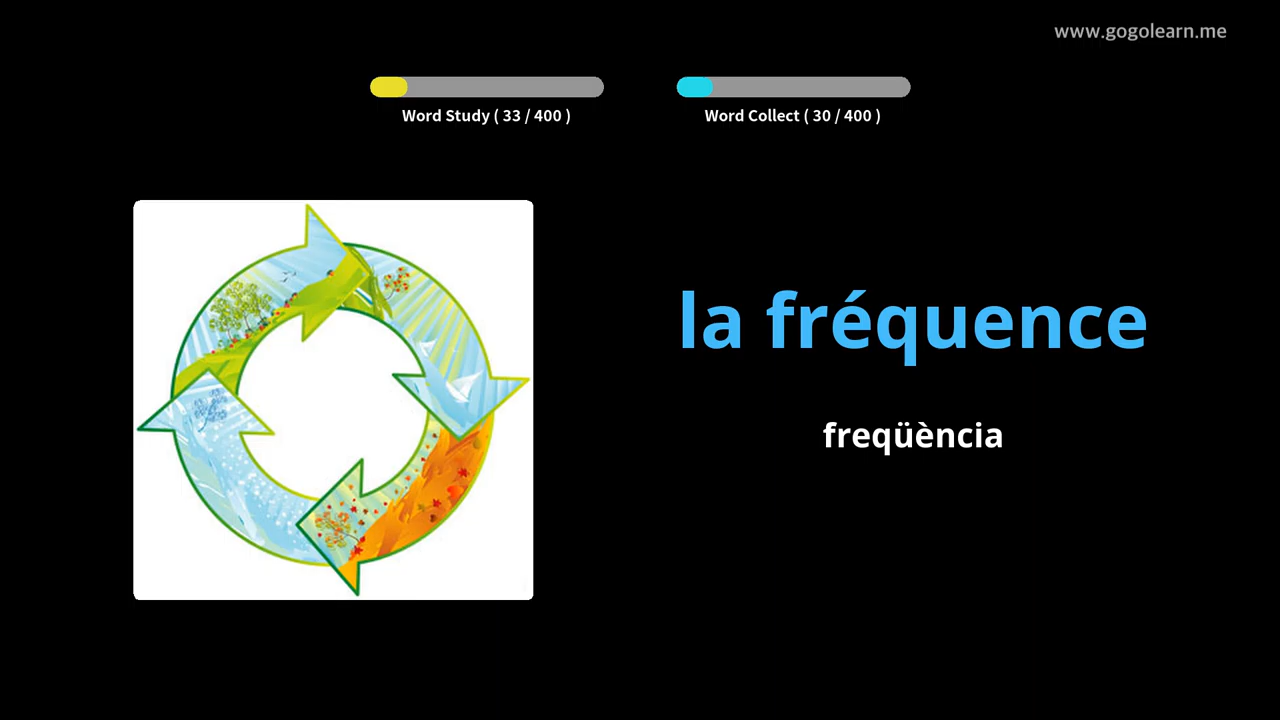 www.gogolearn.me
Word Study ( 33 / 400 )
Word Collect ( 30 / 400 )
la fréquence
freqüència